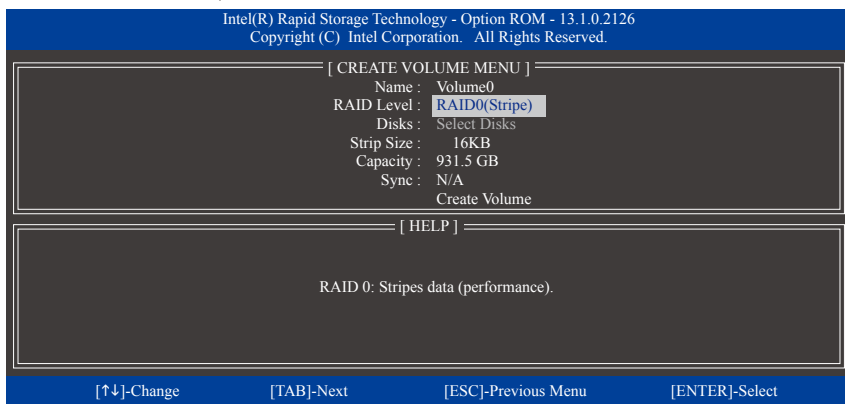 Intel(R) Rapid Storage Technology - Option ROM - 13.1.0.2126
Copyright (C) Intel Corporation. All Rights Reserved.
[ CREATE VOLUME MENU ]
Name : Volume0
RAID Level : RAID0(Stripe)
Disks : Select Disks
Strip Size : 16KB
Capacity : 931.5 GB
Sync : N/A
Create Volume
[ HELP ]
RAID 0: Stripes data (performance).
[↑↓]-Change [TAB]-Next [ESC]-Previous Menu [ENTER]-Select